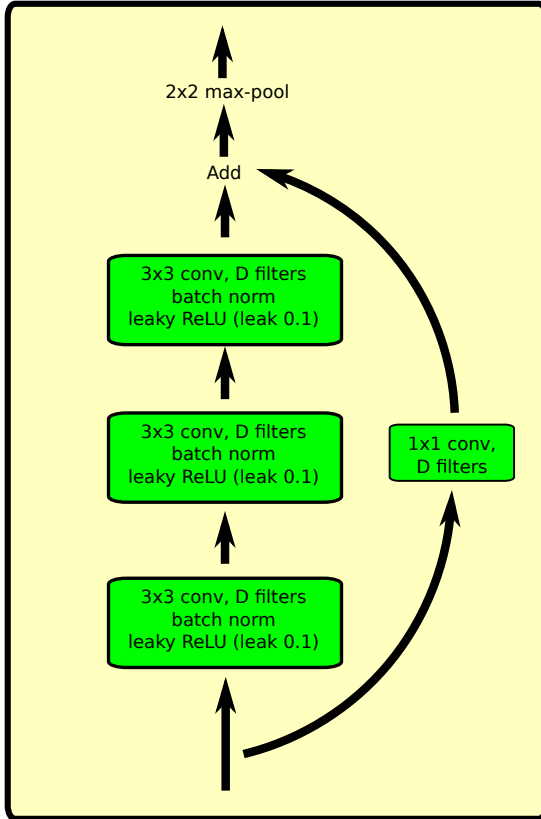 2x2 max-pool
Add
3x3 conv, D filters
batch norm
leaky ReLU (leak 0.1)
3x3 conv, D filters
batch norm
leaky ReLU (leak 0.1)
1x1 conv,
D filters
3x3 conv, D filters
batch norm
leaky ReLU (leak 0.1)